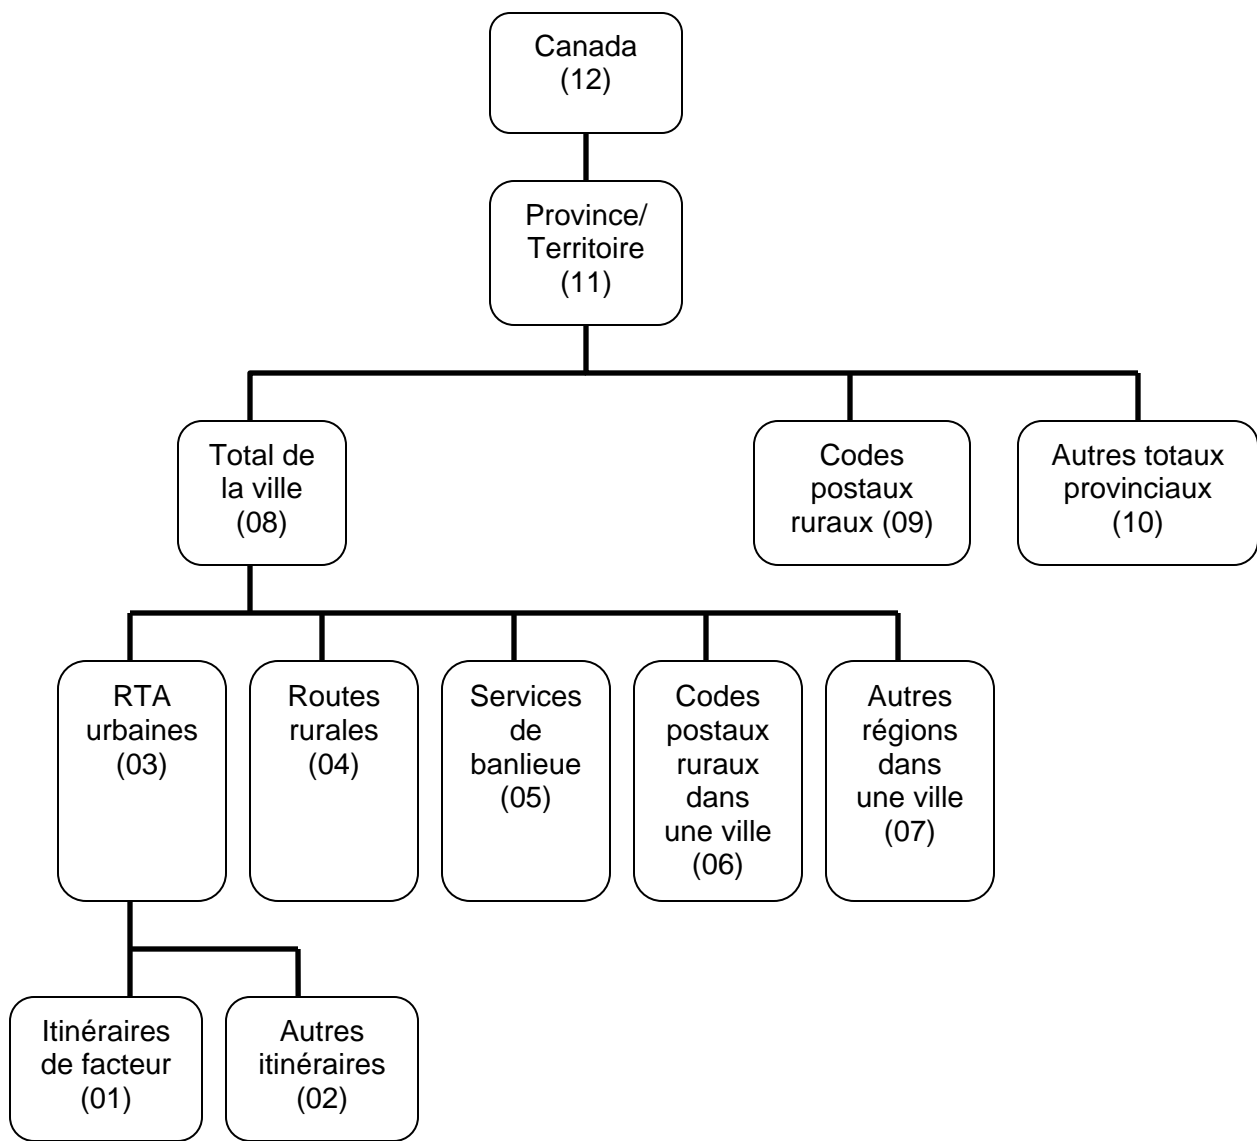 Canada
(12)
Province/
Territoire
(11)
Total de
la ville
(08)
Codes
postaux
ruraux (09)
Autres totaux
provinciaux
(10)
RTA
urbaines
(03)
Routes
rurales
(04)
Services
de
banlieue
(05)
Codes
postaux
ruraux
dans
une ville
(06)
Autres
régions
dans
une ville
(07)
Itinéraires
de facteur
(01)
Autres
itinéraires
(02)